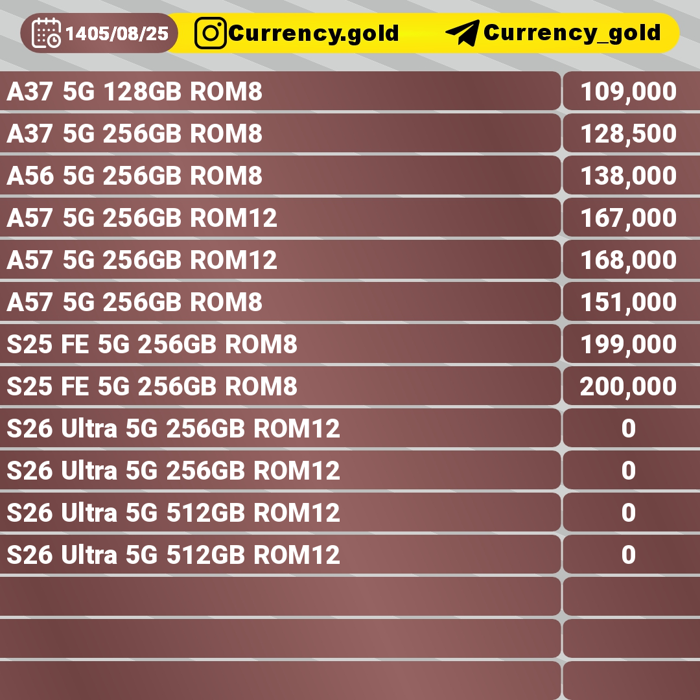 1405/08/25 Currency.gold Currency_gold
A37 5G 128GB ROM8 109,000
A37 5G 256GB ROM8 128,500
A56 5G 256GB ROM8 138,000
A57 5G 256GB ROM12 167,000
A57 5G 256GB ROM12 168,000
A57 5G 256GB ROM8 151,000
S25 FE 5G 256GB ROM8 199,000
S25 FE 5G 256GB ROM8 200,000
S26 Ultra 5G 256GB ROM12 0
S26 Ultra 5G 256GB ROM12 0
S26 Ultra 5G 512GB ROM12 0
S26 Ultra 5G 512GB ROM12 0